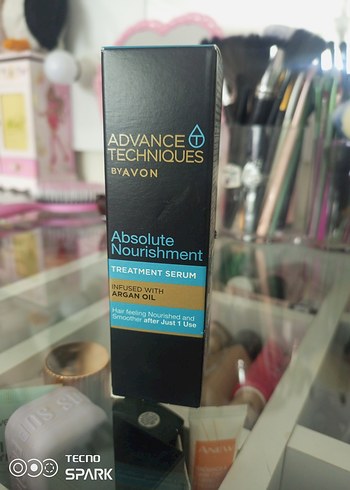 ADVANCE T
TECHNIQUES
BY AVON
Absolute
Nourishment
TREATMENT SERUM
INFUSED WITH
ARGAN OIL
Hair feeling Nourished and
Smoother after Just 1 Use
ANEW
TECNO
SPARK